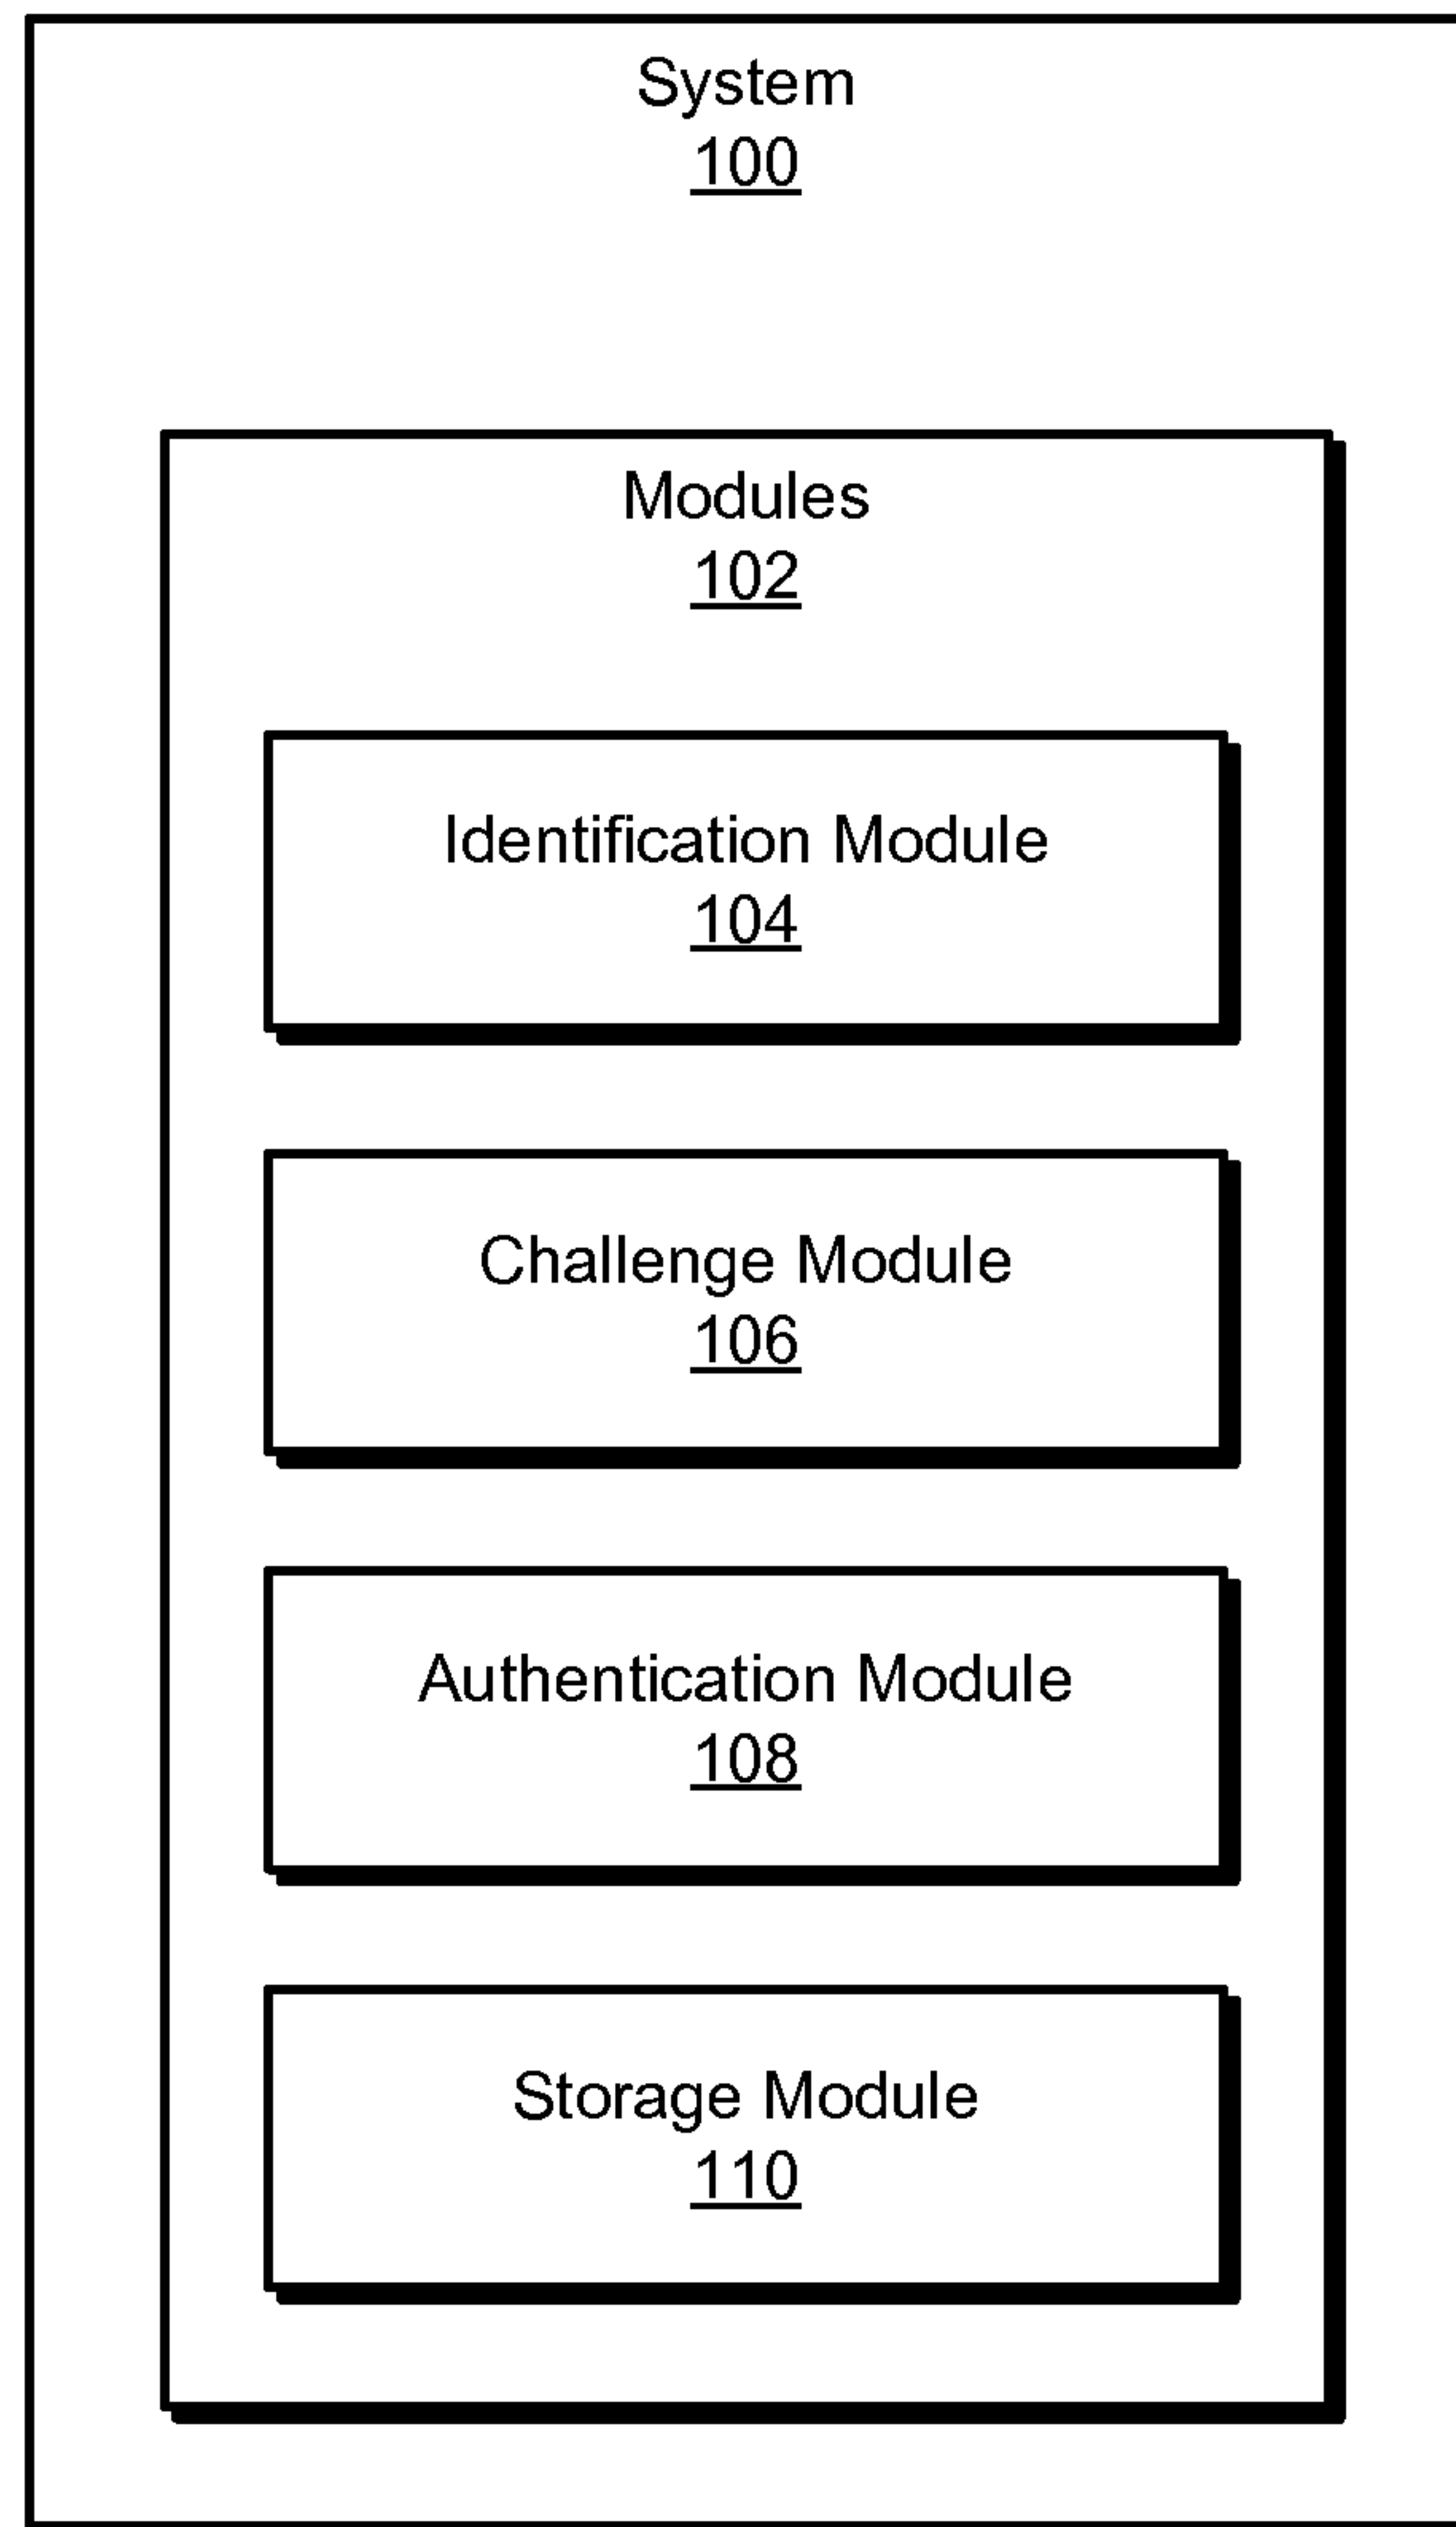 System
100
Modules
102
Identification Module
104
Challenge Module
106
Authentication Module
108
Storage Module
110